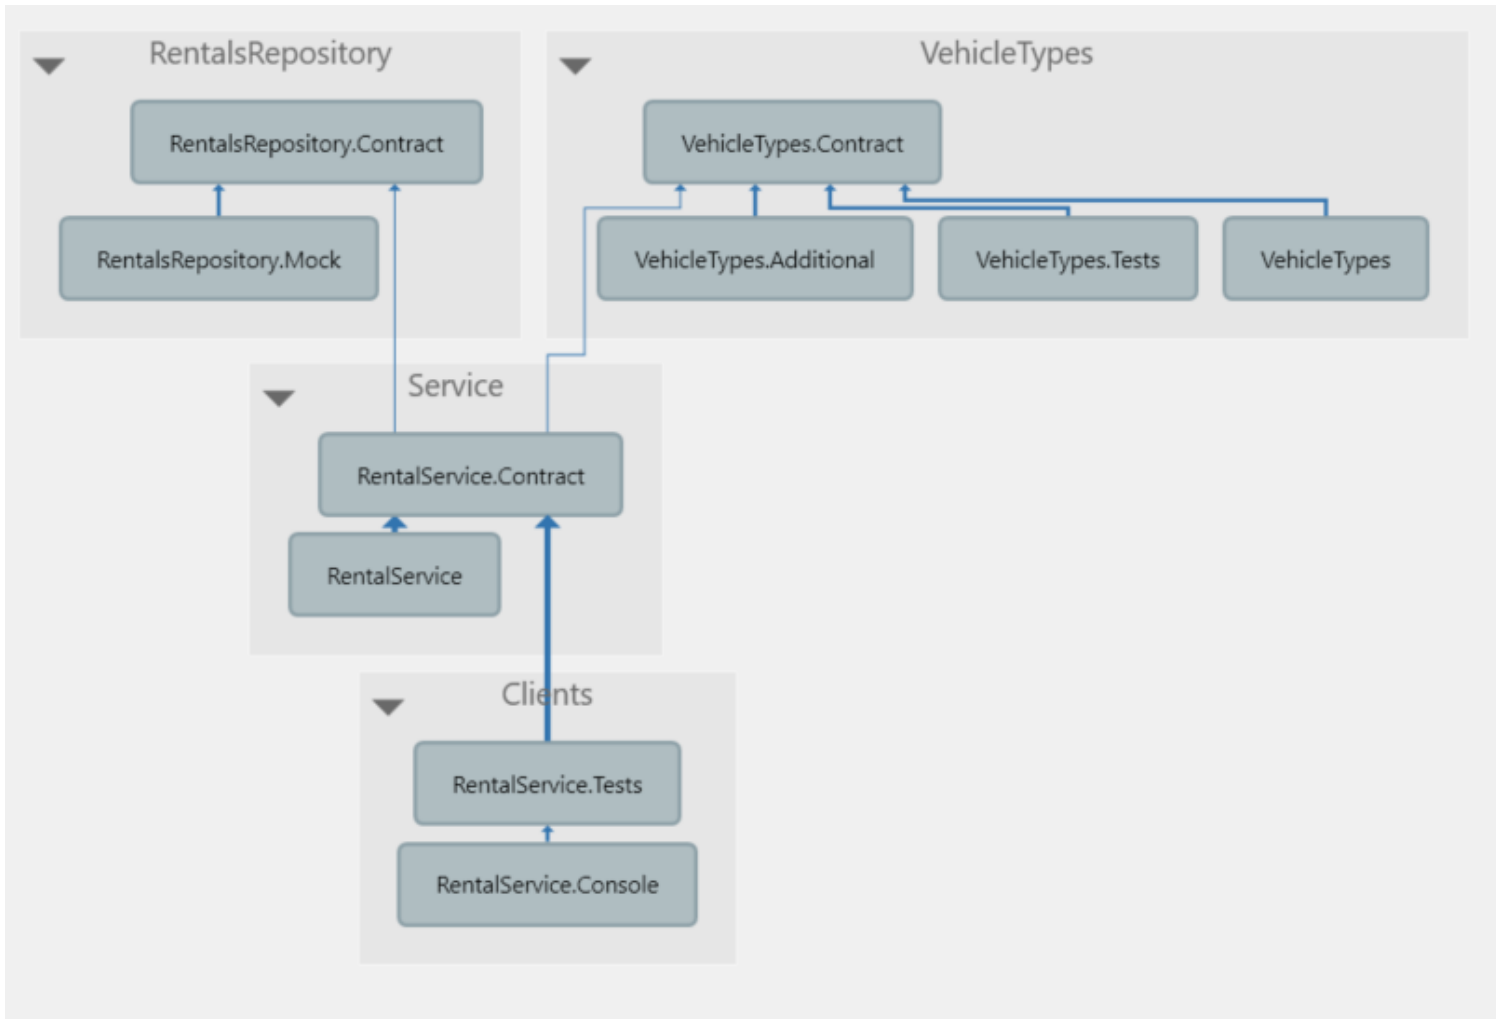 RentalsRepository
RentalsRepository.Contract
RentalsRepository.Mock
VehicleTypes
VehicleTypes.Contract
VehicleTypes.Additional
VehicleTypes.Tests
VehicleTypes
Service
RentalService.Contract
RentalService
Clients
RentalService.Tests
RentalService.Console